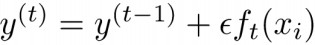 $y^{(t)} = y^{(t-1)} + \epsilon f_t(x_i)$